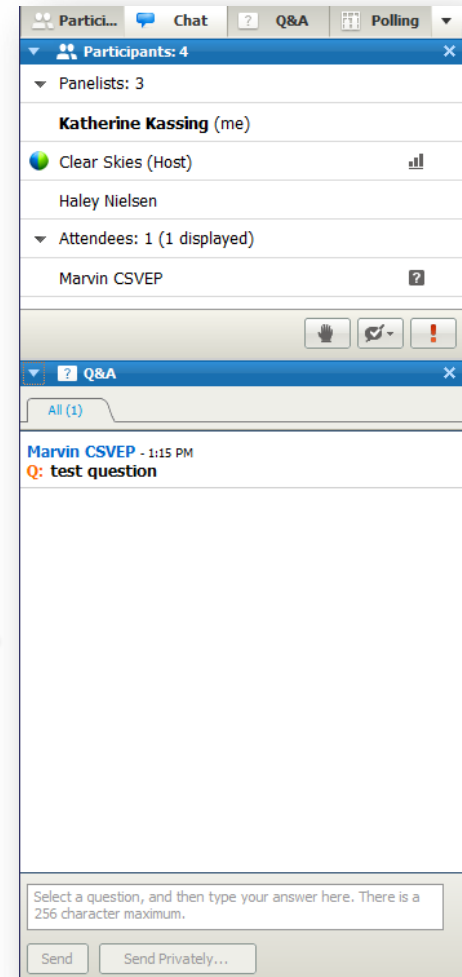 Partici... Chat ? Q&A Polling
Participants: 4
Panelists: 3
Katherine Kassing (me)
Clear Skies (Host)
Haley Nielsen
Attendees: 1 (1 displayed)
Marvin CSVEP ?
!
? Q&A
All (1)
Marvin CSVEP - 1:15 PM
Q: test question
Select a question, and then type your answer here. There is a
256 character maximum.
Send Send Privately...